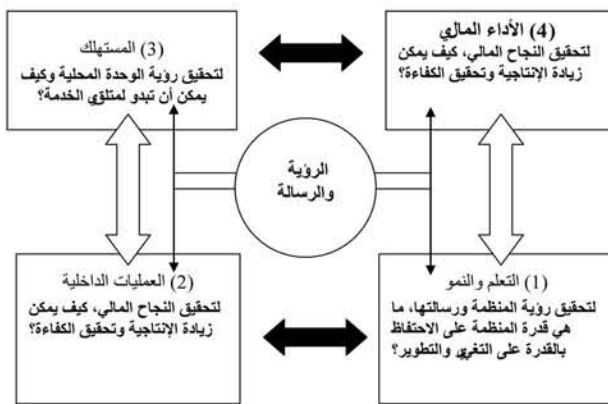 (4) الأداء المالي
لتحقيق النجاح المالي، كيف يمكن
زيادة الإنتاجية وتحقيق الكفاءة؟
(3) المستهلك
لتحقيق رؤية الوحدة المحلية وكيف
يمكن أن تبدو لمتلقي الخدمة؟
الرؤية
والرسالة
(1) التعلم والنمو
لتحقيق رؤية المنظمة ورسالتها، ما
هي قدرة المنظمة على الاحتفاظ
بالقدرة على التغي والتطوير؟
(2) العمليات الداخلية
لتحقيق النجاح المالي، كيف يمكن
زيادة الإنتاجية وتحقيق الكفاءة؟